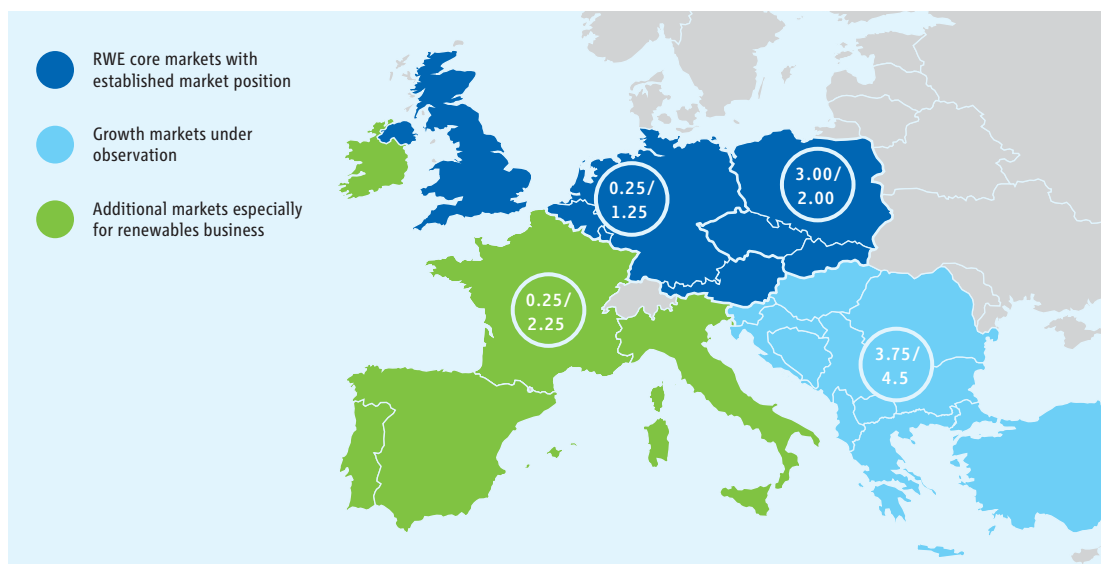 RWE core markets with
established market position
Growth markets under
observation
Additional markets especially
for renewables business
0.25/
1.25
3.00/
2.00
0.25/
2.25
3.75/
4.5